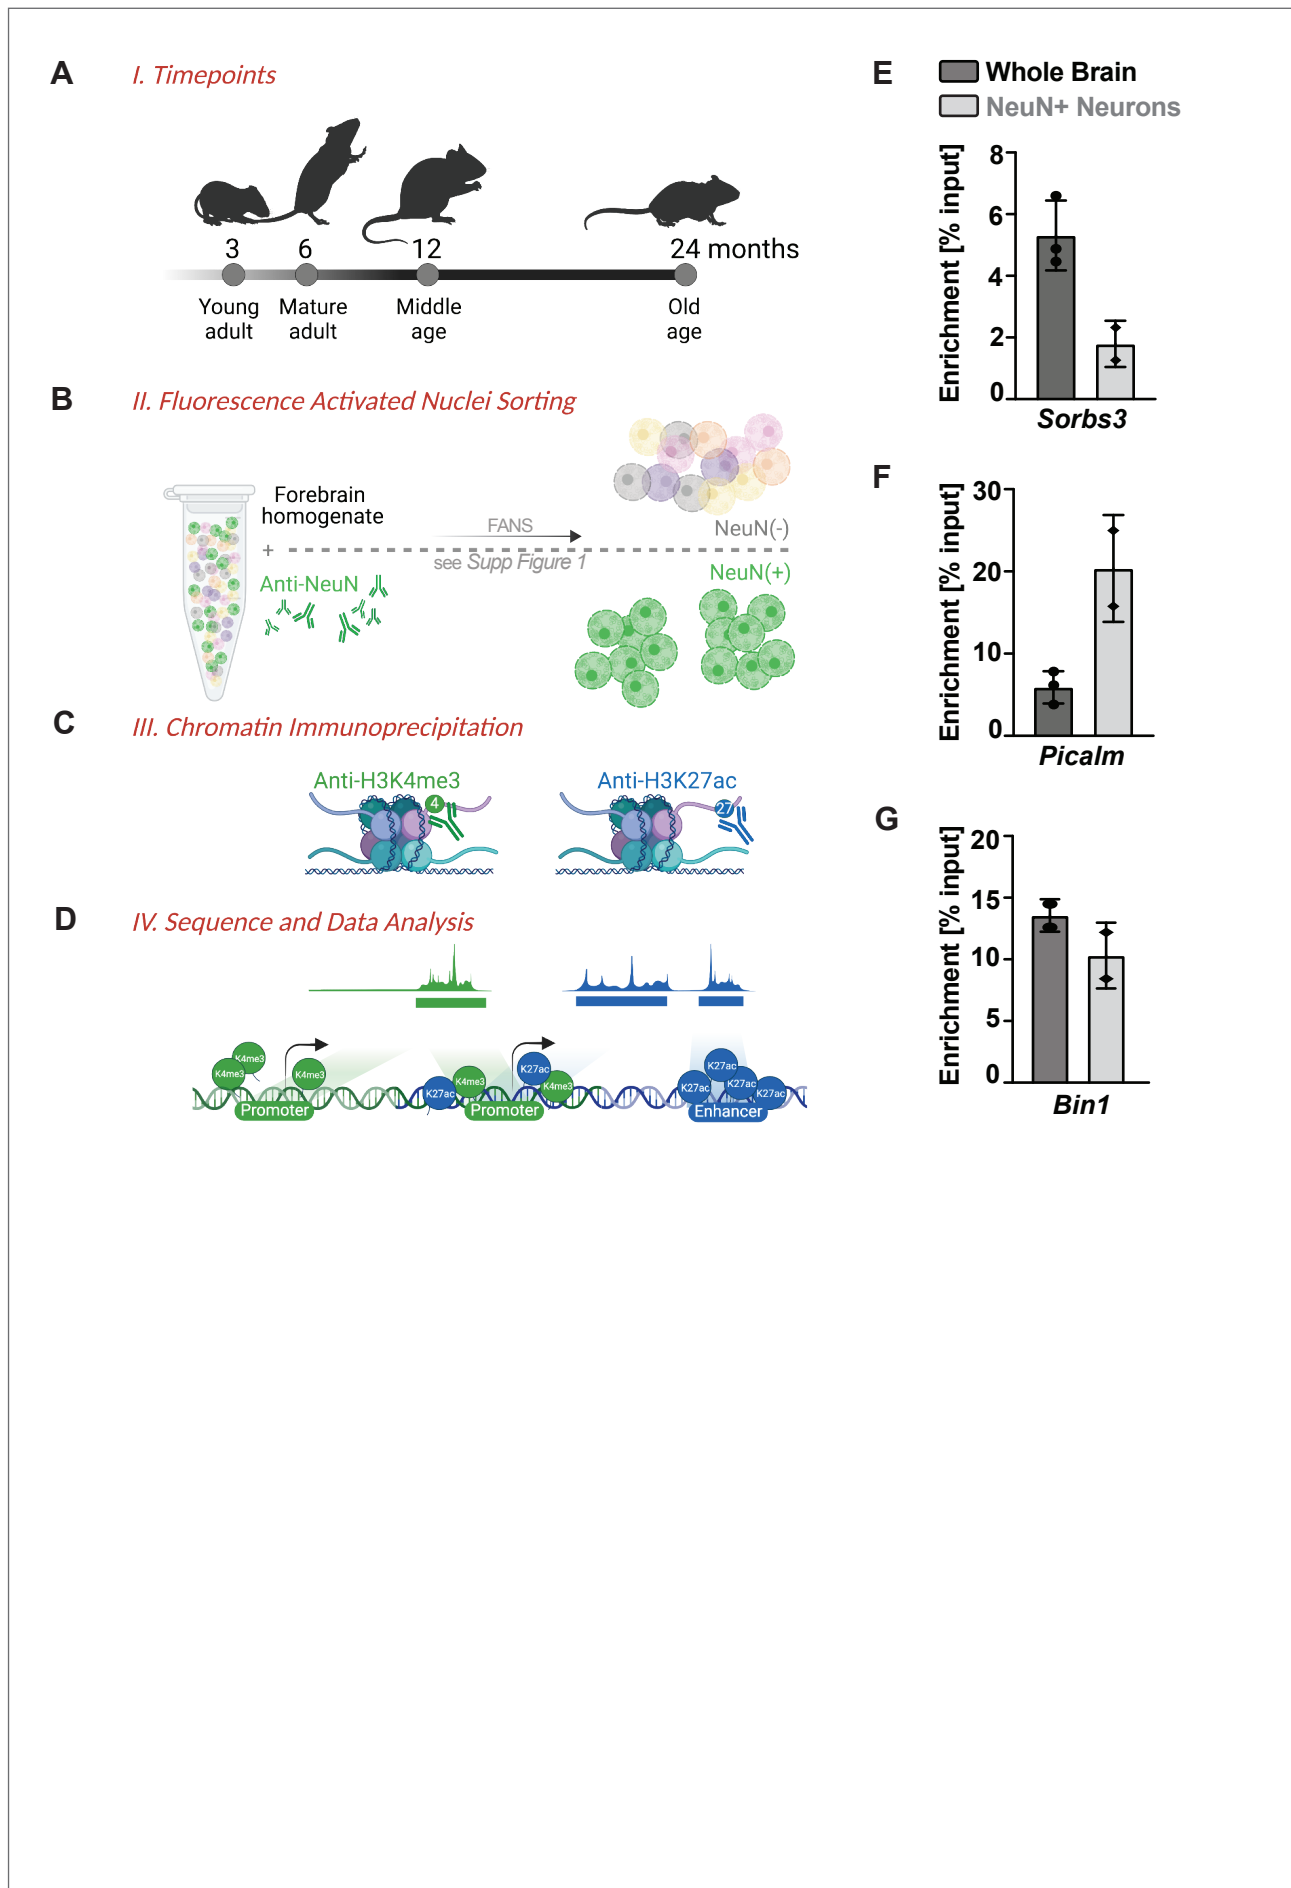 A
I. Timepoints
3
6
12
24 months
Young
adult
Mature
adult
Middle
age
Old
age
B
II. Fluorescence Activated Nuclei Sorting
Forebrain
homogenate
+
Anti-NeuN
FANS
see Supp Figure 1
NeuN(-)
NeuN(+)
C
III. Chromatin Immunoprecipitation
Anti-H3K4me3
4
Anti-H3K27ac
27
D
IV. Sequence and Data Analysis
K4me3
K4me3
K4me3
Promoter
K27ac
K4me3
K27ac
K4me3
Promoter
K27ac
K27ac
K27ac
K27ac
Enhancer
E
Whole Brain
NeuN+ Neurons
Enrichment [% input]
8
6
4
2
0
Sorbs3
F
Enrichment [% input]
30
20
10
0
Picalm
G
Enrichment [% input]
20
15
10
5
0
Bin1